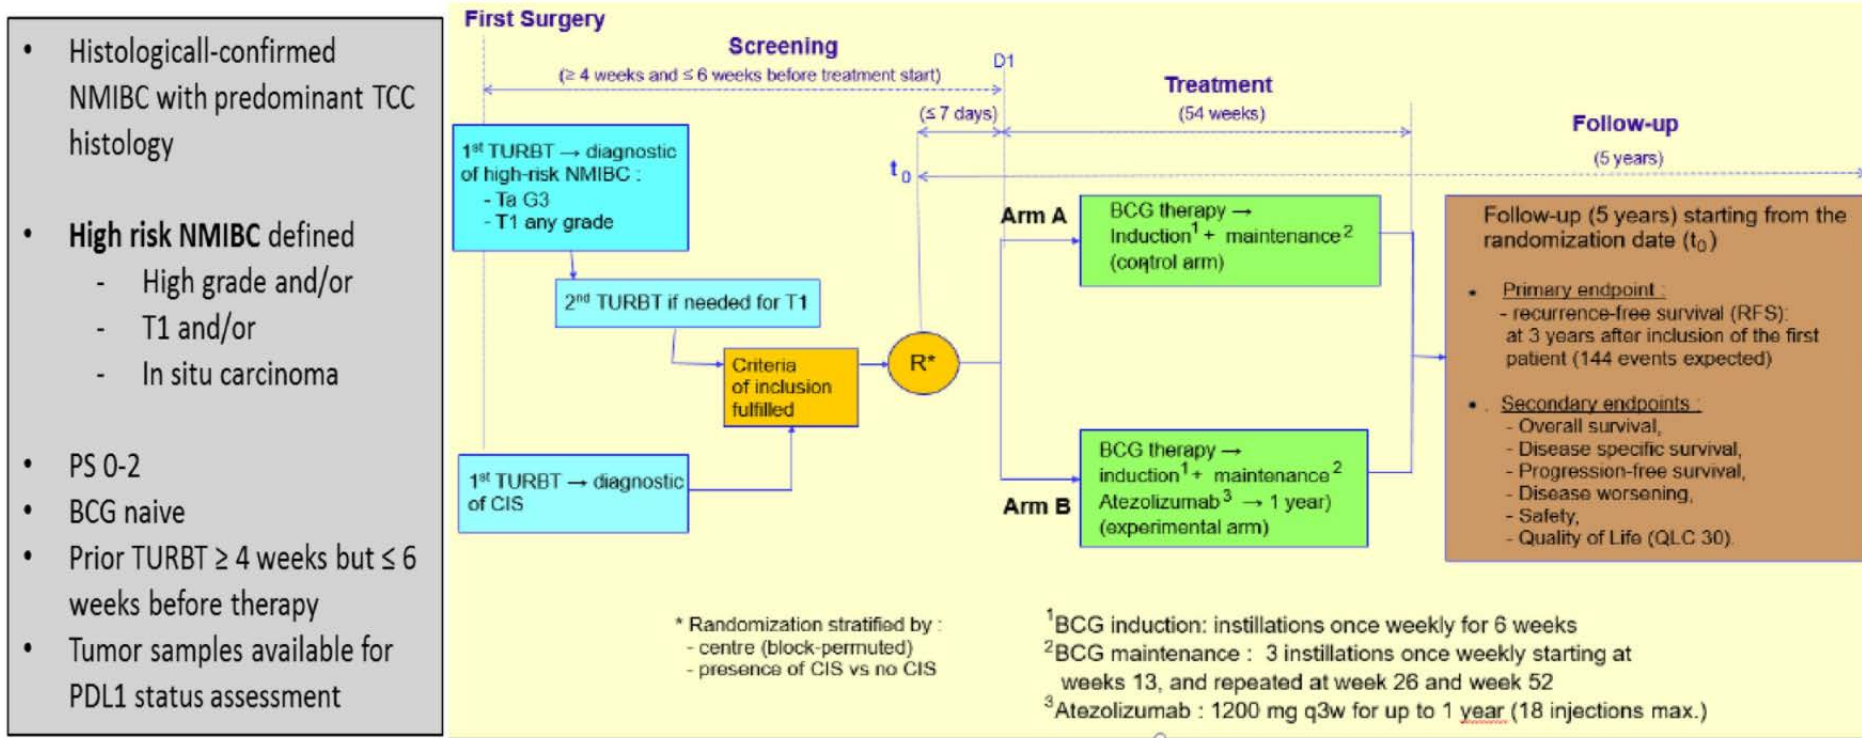 • Histologicall-confirmed
NMIBC with predominant TCC
histology
• High risk NMIBC defined
- High grade and/or
- T1 and/or
- In situ carcinoma
• PS 0-2
• BCG naive
• Prior TURBT ≥ 4 weeks but ≤ 6
weeks before therapy
• Tumor samples available for
PDL1 status assessment
First Surgery
Screening
(≥ 4 weeks and ≤ 6 weeks before treatment start)
D1
Treatment
(≤ 7 days)
(54 weeks)
Follow-up
(5 years)
t0
1st TURBT → diagnostic
of high-risk NMIBC :
- Ta G3
- T1 any grade
2nd TURBT if needed for T1
Criteria
of inclusion
fulfilled
1st TURBT → diagnostic
of CIS
R*
Arm A
BCG therapy →
Induction1 + maintenance2
(control arm)
Arm B
BCG therapy →
induction1 + maintenance2
Atezolizumab3 → 1 year)
(experimental arm)
Follow-up (5 years) starting from the
randomization date (t0)
• Primary endpoint :
- recurrence-free survival (RFS):
at 3 years after inclusion of the first
patient (144 events expected)
• . Secondary endpoints :
- Overall survival,
- Disease specific survival,
- Progression-free survival,
- Disease worsening,
- Safety,
- Quality of Life (QLC 30).
* Randomization stratified by :
- centre (block-permuted)
- presence of CIS vs no CIS
1BCG induction: instillations once weekly for 6 weeks
2BCG maintenance : 3 instillations once weekly starting at
weeks 13, and repeated at week 26 and week 52
3Atezolizumab : 1200 mg q3w for up to 1 year (18 injections max.)